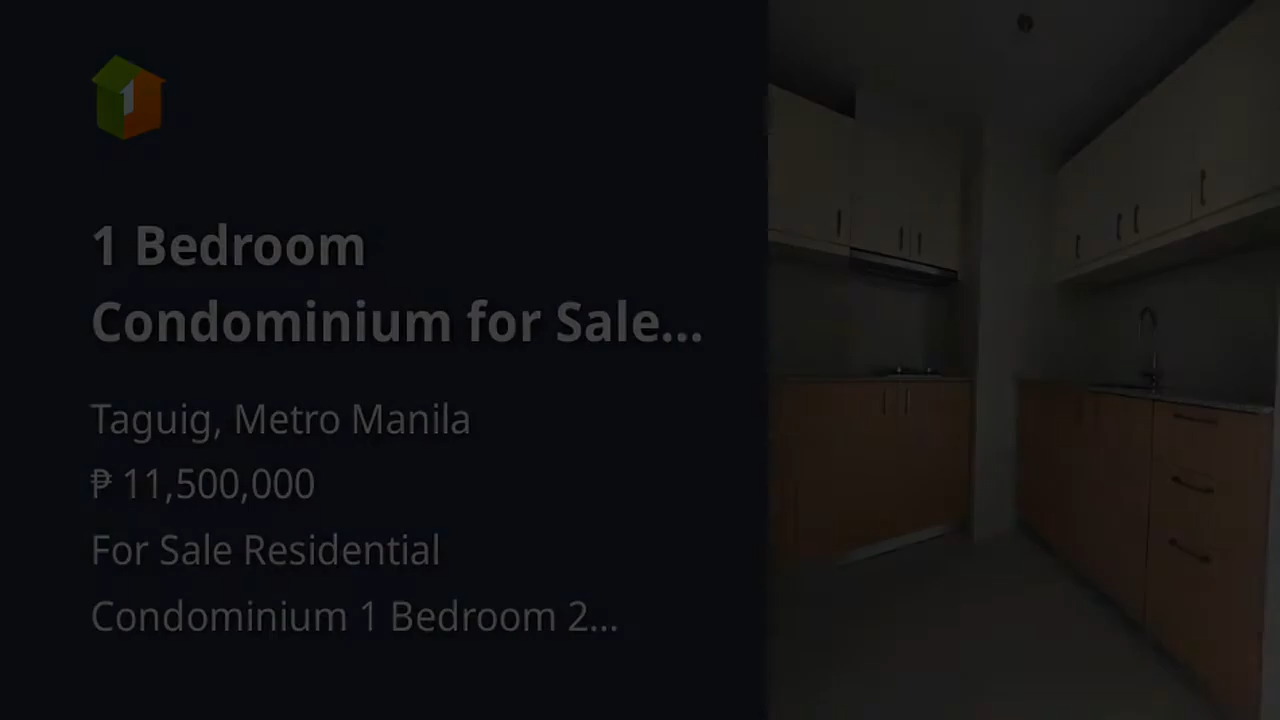 1 Bedroom
Condominium for Sale...
Taguig, Metro Manila
₱ 11,500,000
For Sale Residential
Condominium 1 Bedroom 2...